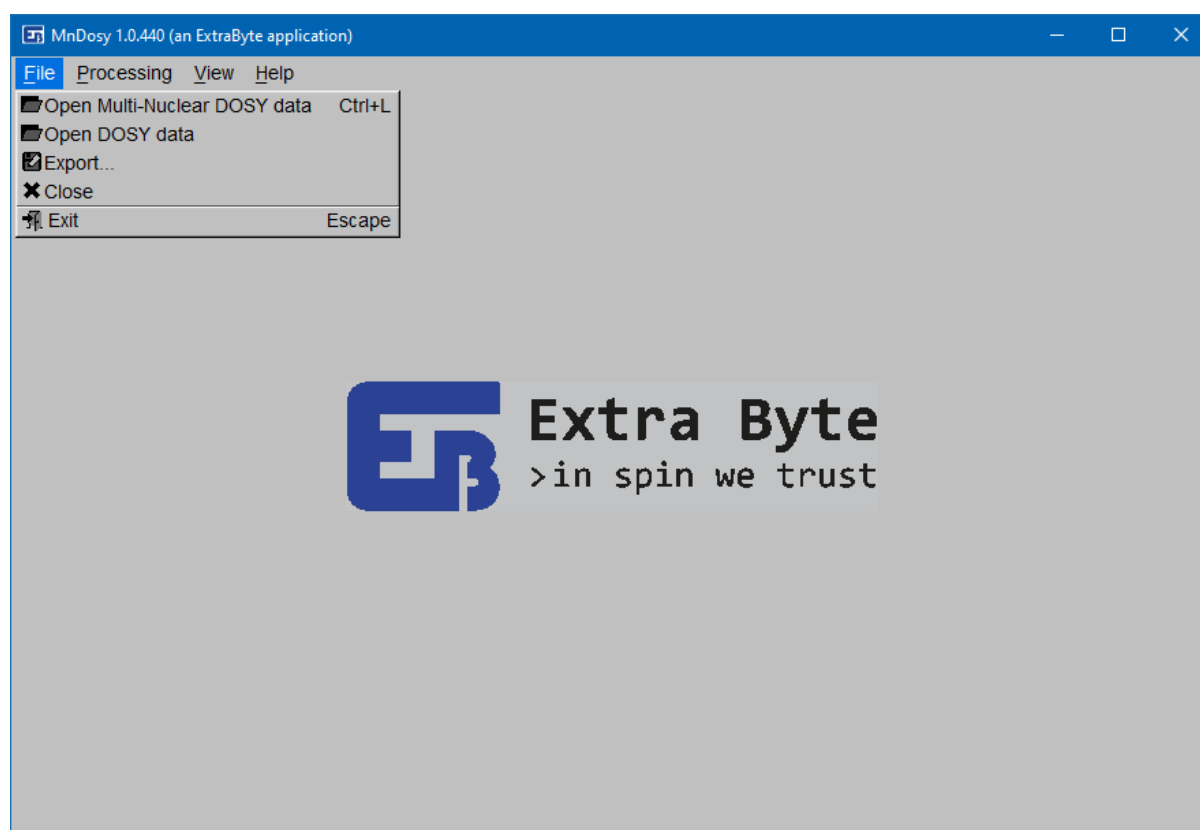 MnDosy 1.0.440 (an ExtraByte application)
File Processing View Help
Open Multi-Nuclear DOSY data Ctrl+L
Open DOSY data
Export...
Close
Exit Escape
Extra Byte
>in spin we trust